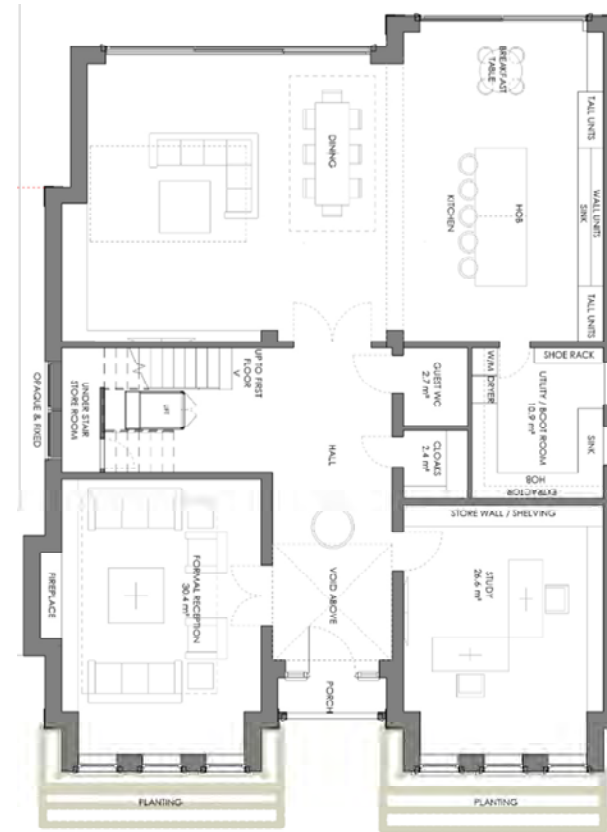 BREAKFAST
TABLE
TALL UNITS
DINING
HOB
KITCHEN
WALL UNITS
SINK
TALL UNITS
UP TO FIRST
FLOOR
UNDER STAIR
STORE ROOM
OPAQUE & FIXED
LIFT
GUEST WC
2.7 m²
W/M DRYER
SHOE RACK
UTILITY / BOOT ROOM
10.9 m²
SINK
HOB
EXTRACTOR
HALL
CLOAKS
2.4 m²
STORE WALL / SHELVING
FIREPLACE
FORMAL RECEPTION
30.4 m²
VOID ABOVE
STUDY
26.6 m²
PORCH
PLANTING
PLANTING